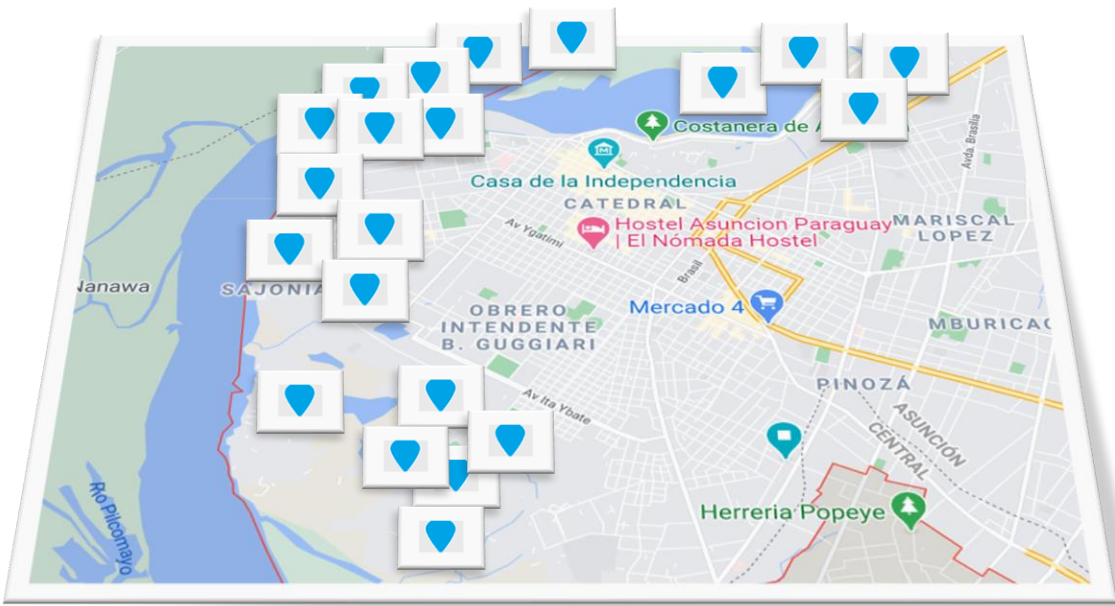 Costanera de A
Avda. Brasilia
Casa de la Independencia
CATEDRAL
Av Ygatimi
Hostel Asuncion Paraguay
| El Nómada Hostel
MARISCAL
LOPEZ
Brasil
Nanawa
SAJONIA
Mercado 4
OBRERO
INTENDENTE
B. GUGGIARI
MBURICAO
PINOZÁ
Av Ita Ybate
ASUNCIÓN
CENTRAL
Rio Pilcomayo
Herreria Popeye